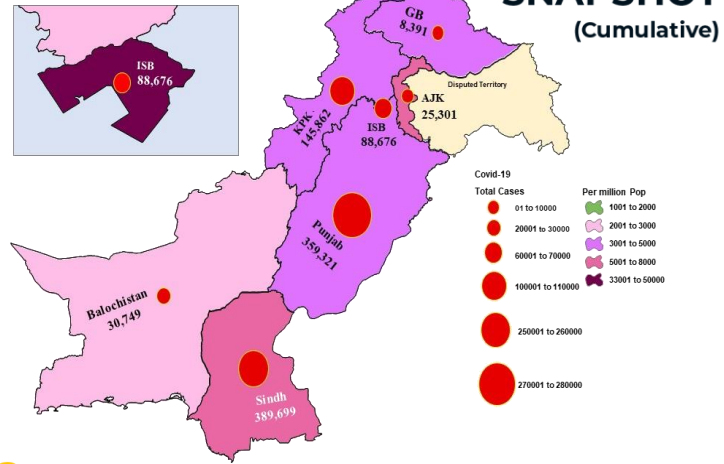 SNAPSHOT
(Cumulative)
ISB
88,676
GB
8,391
Disputed Territory
AJK
25,301
KPK
145,862
ISB
88,676
Punjab
359,321
Balochistan
30,749
Sindh
389,699
Covid-19
Total Cases
01 to 10000
20001 to 30000
60001 to 70000
100001 to 110000
250001 to 260000
270001 to 280000
Per million Pop
1001 to 2000
2001 to 3000
3001 to 5000
5001 to 8000
33001 to 50000